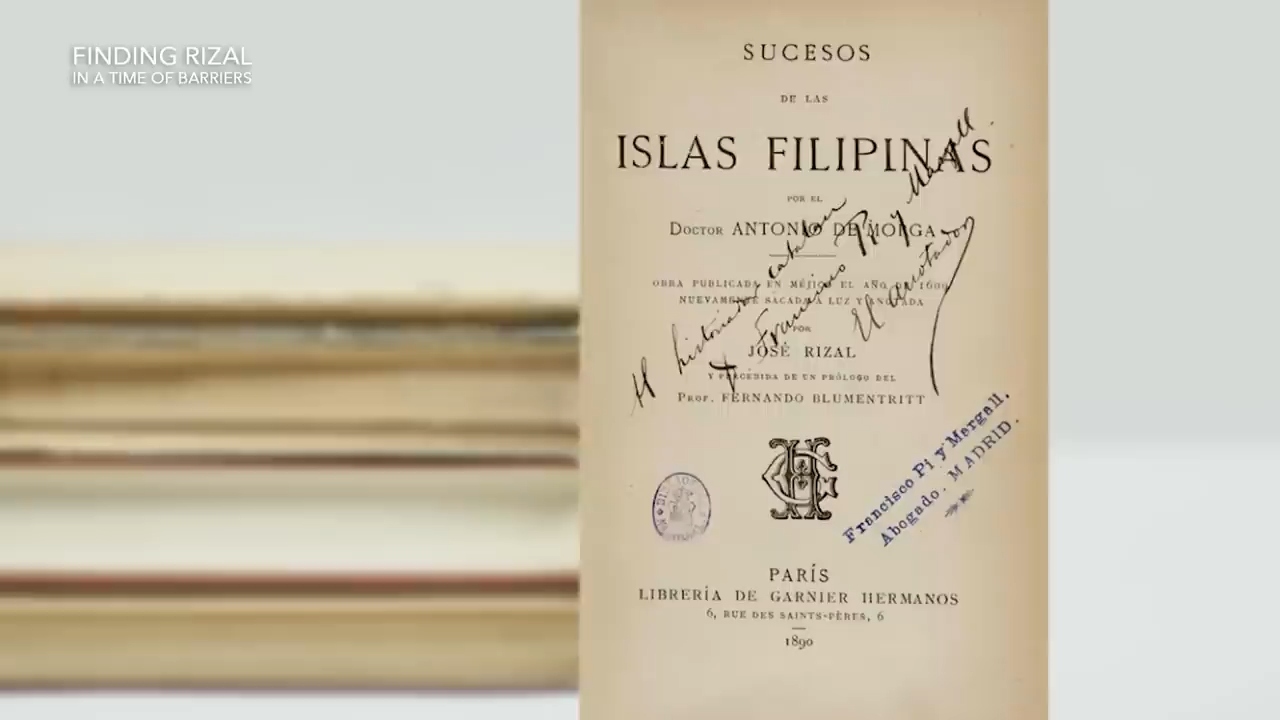 FINDING RIZAL
IN A TIME OF BARRIERS
SUCESOS
DE LAS
ISLAS FILIPINAS
POR EL
DOCTOR ANTONIO DE MORGA
OBRA PUBLICADA EN MÉJICO EL AÑO DE 1609
NUEVAMENTE SACADA A LUZ Y ANOTADA
POR
JOSÉ RIZAL
Y PRECEDIDA DE UN PRÓLOGO DEL
PROF. FERNANDO BLUMENTRITT
Al historiador catalan
Francisco Pi y Margall
El anotador
Francisco Pi y Mergall.
Abogado. MADRID.
PARÍS
LIBRERÍA DE GARNIER HERMANOS
6, RUE DES SAINTS-PÈRES, 6
1890